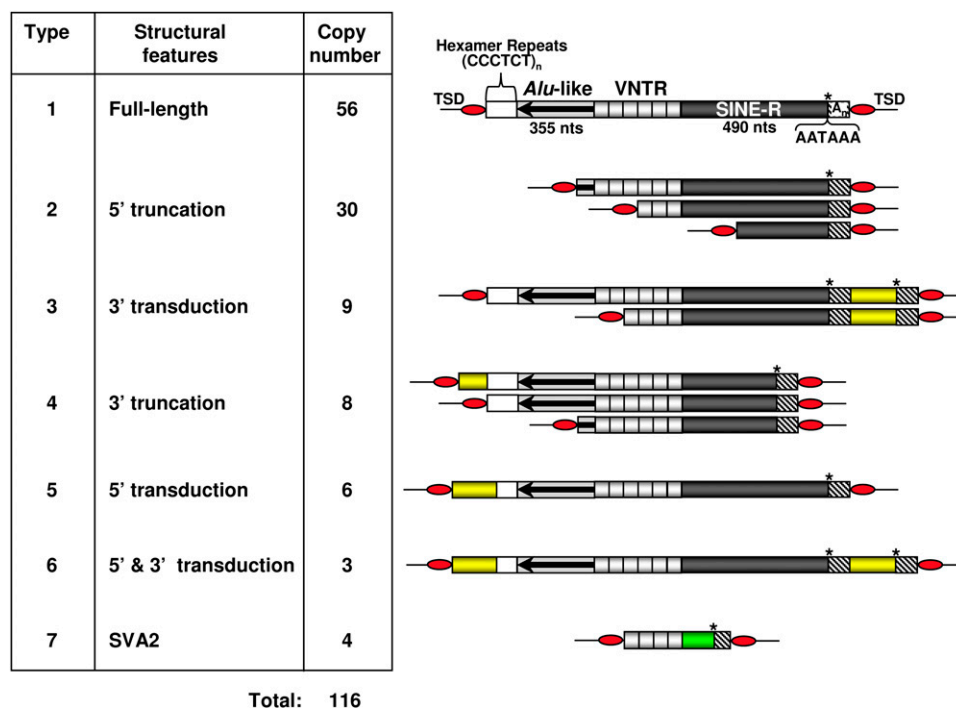 Type Structural features Copy number
1 Full-length 56
2 5' truncation 30
3 3' transduction 9
4 3' truncation 8
5 5' transduction 6
6 5' & 3' transduction 3
7 SVA2 4
Total: 116
Hexamer Repeats
(CCCTCT)n
Alu-like VNTR
*
TSD SINE-R Am TSD
355 nts 490 nts
AATAAA
*
* *
*
*
* *
*